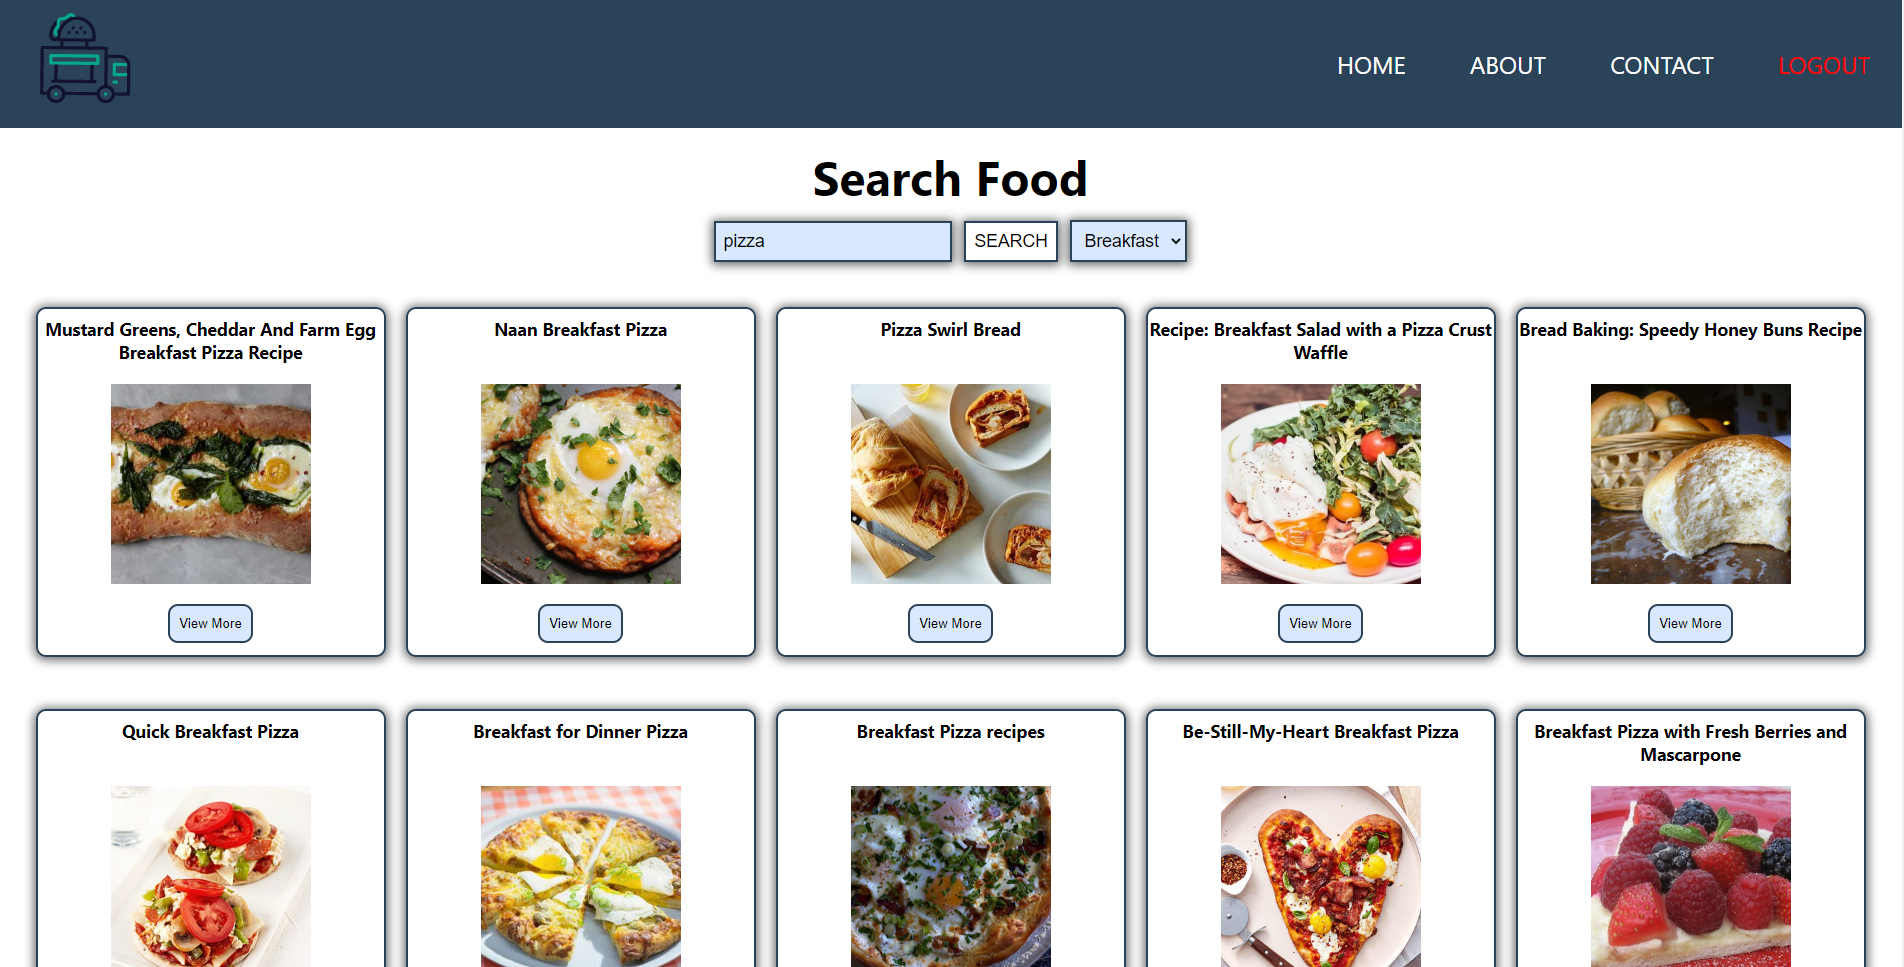 HOME ABOUT CONTACT LOGOUT
Search Food
pizza SEARCH Breakfast
Mustard Greens, Cheddar And Farm Egg
Breakfast Pizza Recipe
Naan Breakfast Pizza
Pizza Swirl Bread
Recipe: Breakfast Salad with a Pizza Crust
Waffle
Bread Baking: Speedy Honey Buns Recipe
View More
View More
View More
View More
View More
Quick Breakfast Pizza
Breakfast for Dinner Pizza
Breakfast Pizza recipes
Be-Still-My-Heart Breakfast Pizza
Breakfast Pizza with Fresh Berries and
Mascarpone